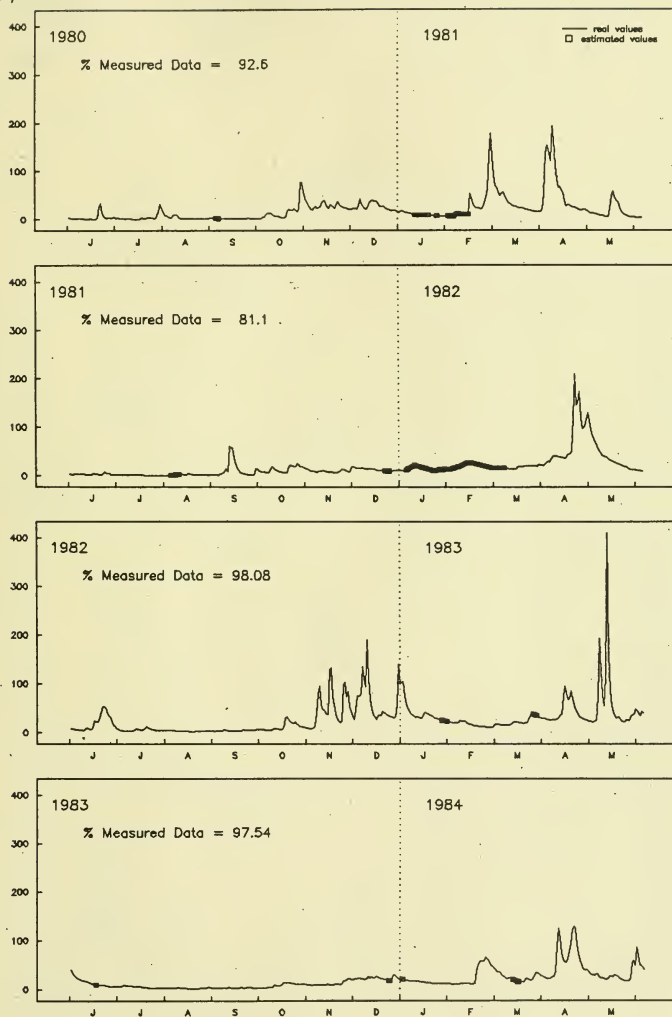 400
300
200
100
0
1980
1981
real values
estimated values
% Measured Data = 92.6
J J A S O N D J F M A M
400
300
200
100
0
1981
1982
% Measured Data = 81.1
J J A S O N D J F M A M
400
300
200
100
0
1982
1983
% Measured Data = 98.08
J J A S O N D J F M A M
400
300
200
100
0
1983
1984
% Measured Data = 97.54
J J A S O N D J F M A M